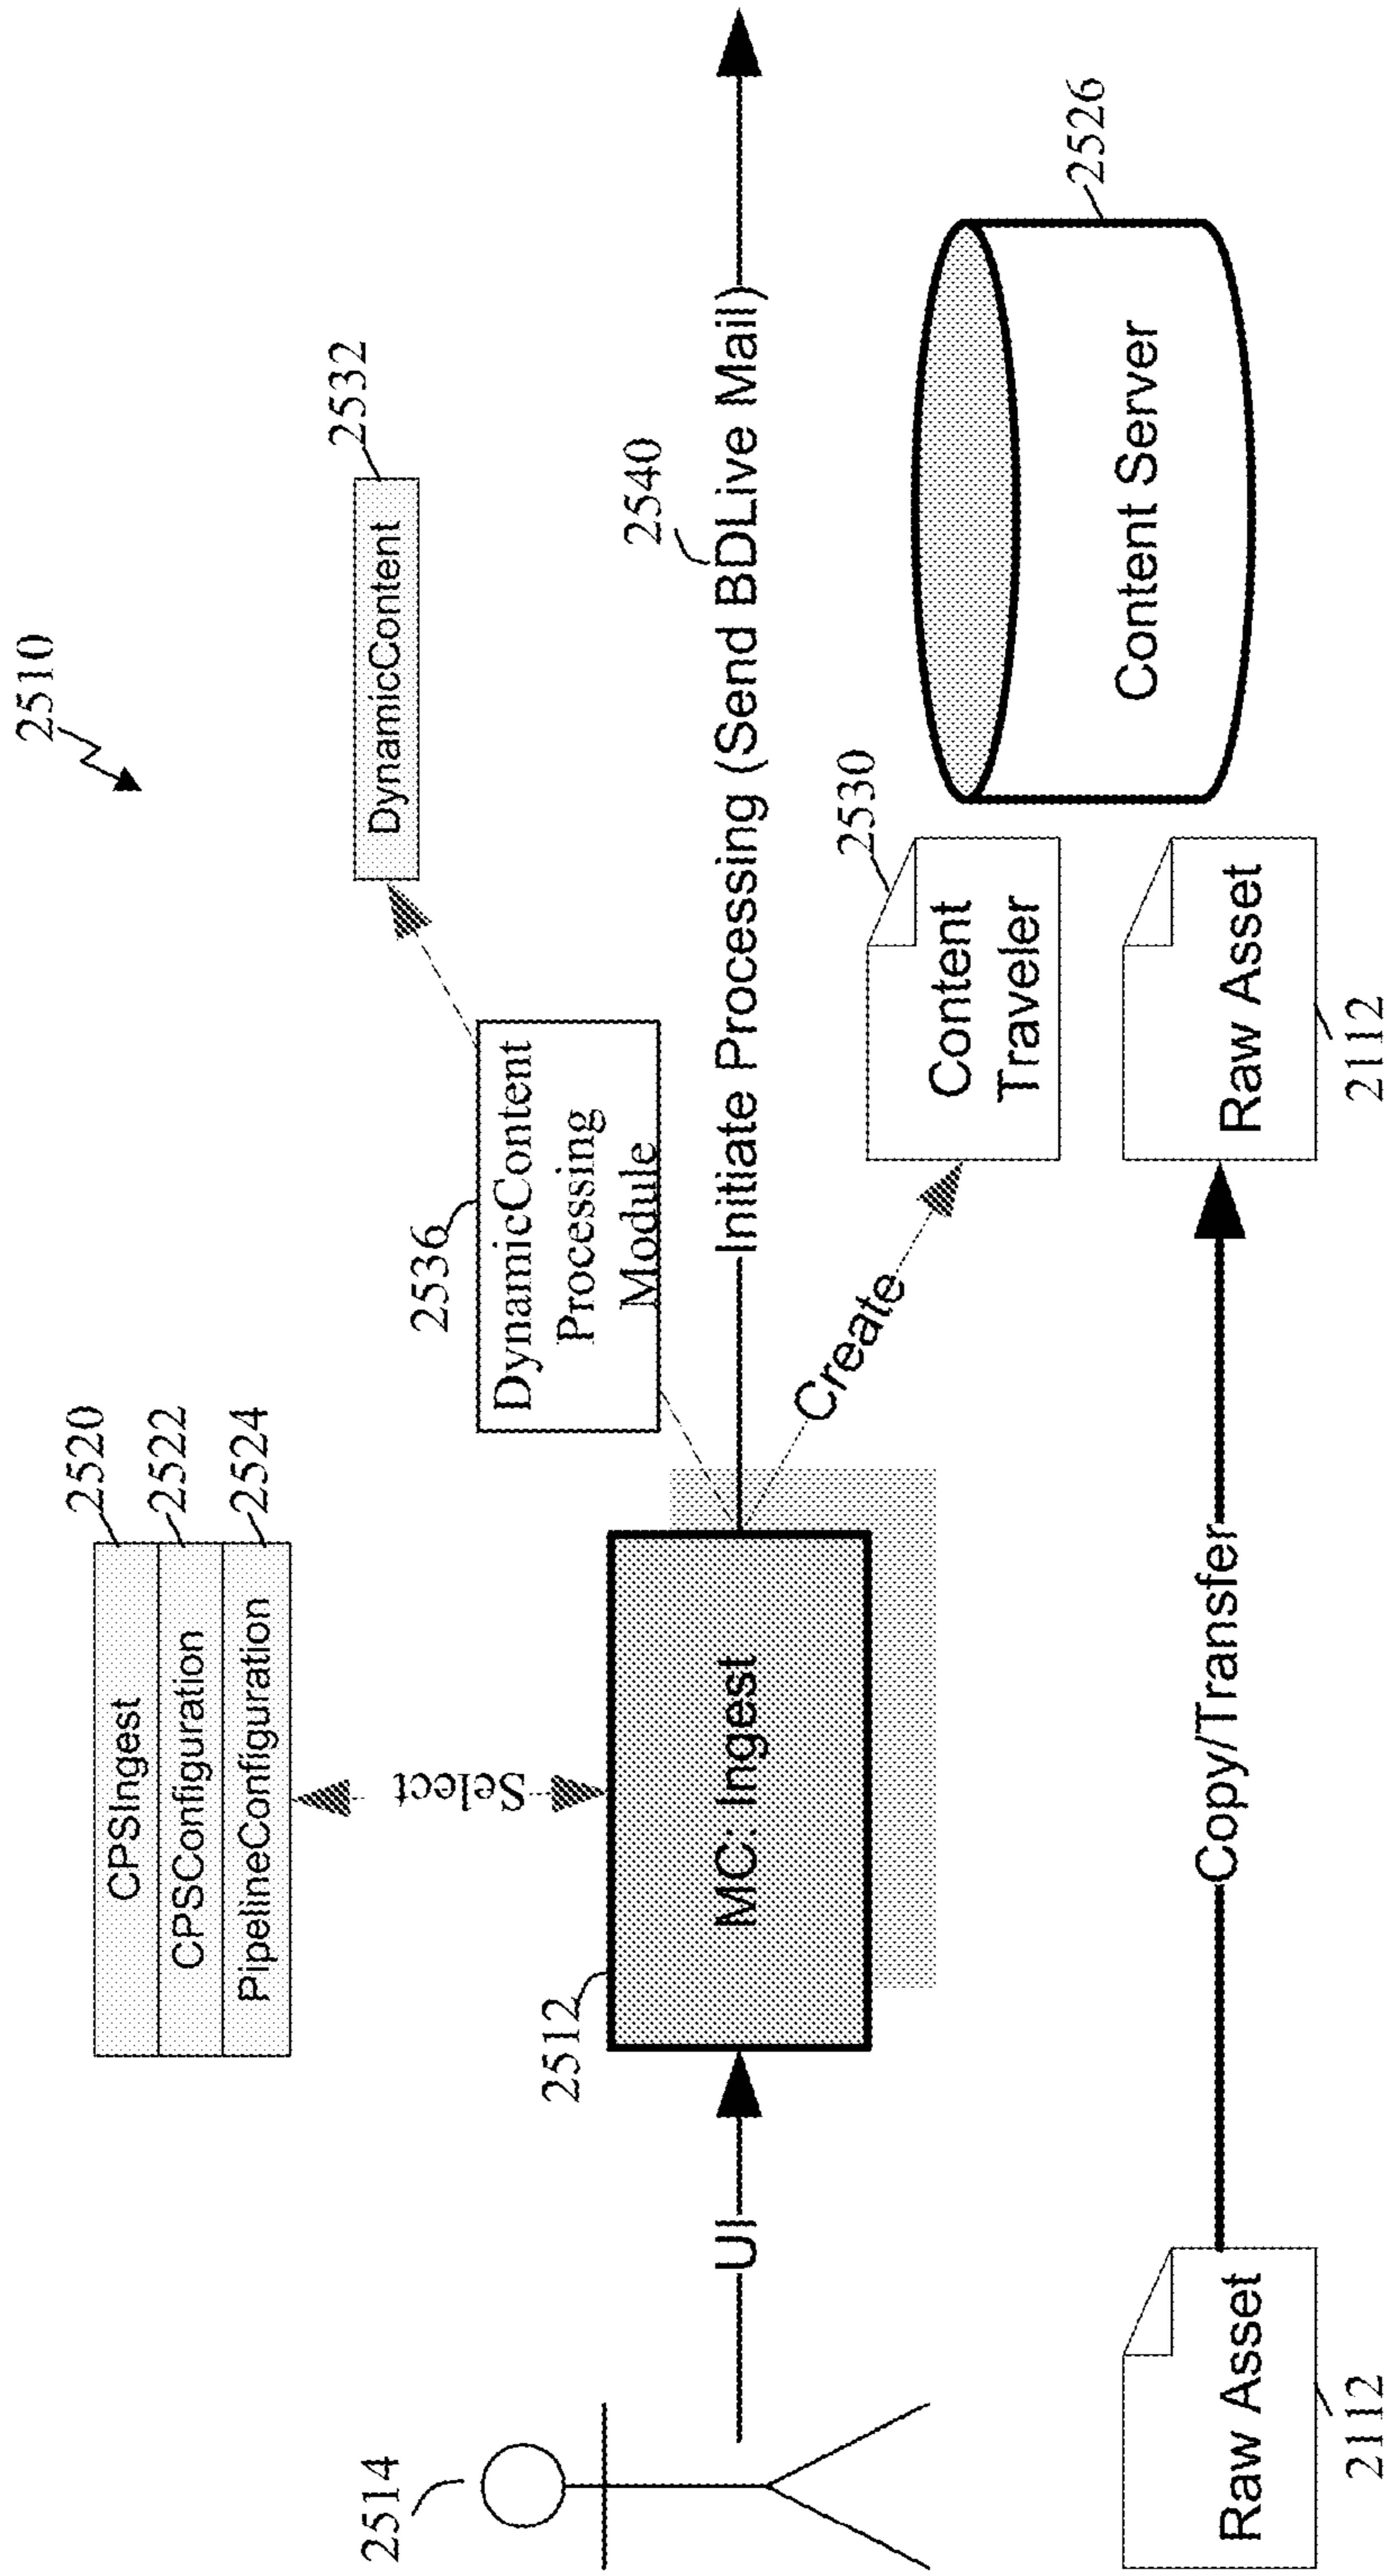 2510
2520
CPSIngest
2522
CPSConfiguration
2524
PipelineConfiguration
Select
2532
DynamicContent
2536
DynamicContent
Processing
Module
2514
UI
2512
MC: Ingest
2540
Initiate Processing (Send BDLive Mail)
Create
2530
Content
Traveler
2526
Content Server
Raw Asset
2112
Copy/Transfer
Raw Asset
2112